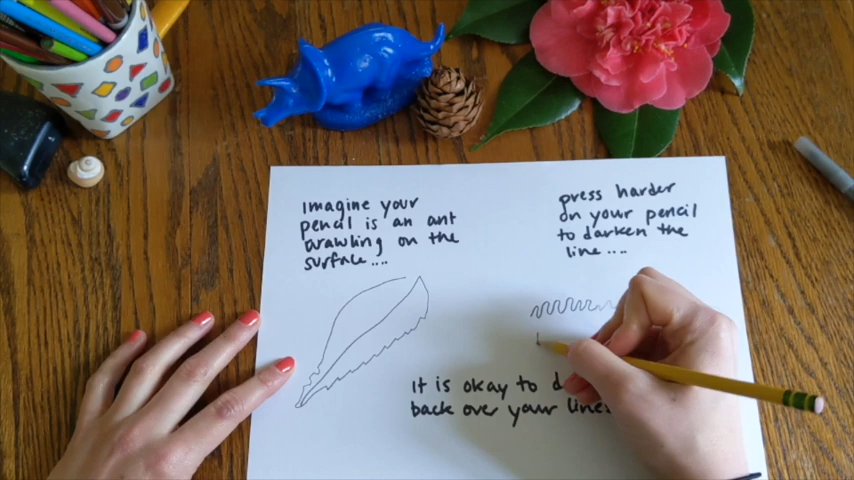 Imagine your
pencil is an ant
crawling on the
surface....
press harder
on your pencil
to darken the
line....
It is okay to
back over your lines